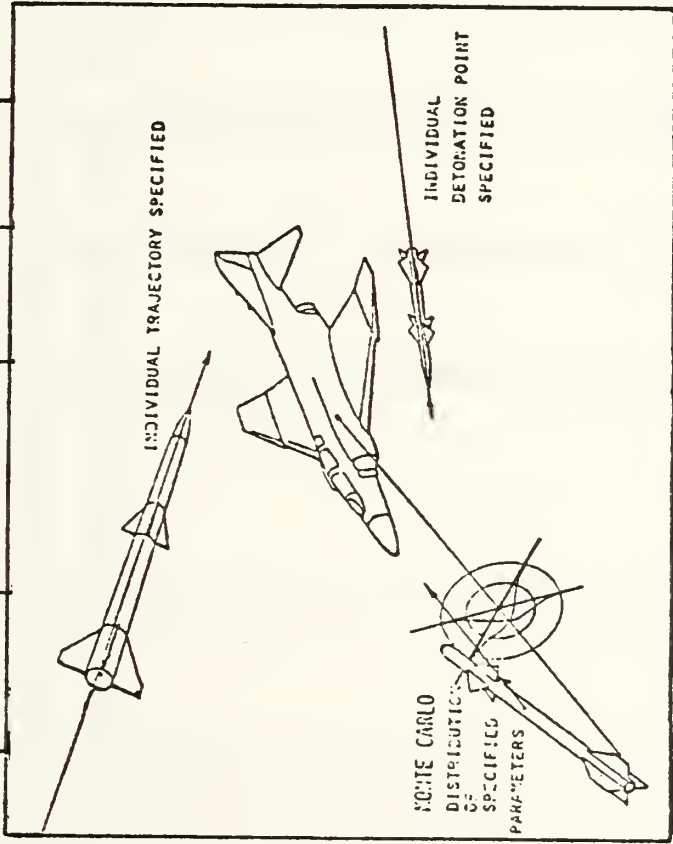 INDIVIDUAL TRAJECTORY SPECIFIED
INDIVIDUAL
DETONATION POINT
SPECIFIED
MONTE CARLO
DISTRIBUTION
OF
SPECIFIED
PARAMETERS